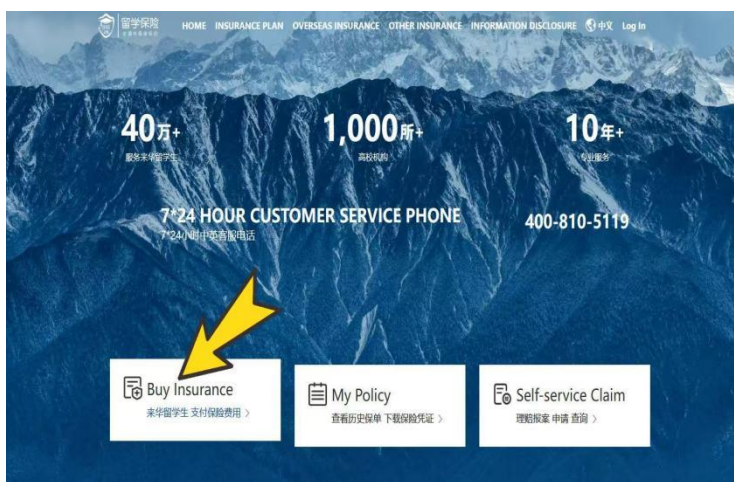 留学保险
HOME INSURANCE PLAN OVERSEAS INSURANCE OTHER INSURANCE INFORMATION DISCLOSURE 中文 Log In
40万+ 1,000所+ 10年+
服务来华留学生 高校机构 专业服务
7*24 HOUR CUSTOMER SERVICE PHONE 400-810-5119
7*24小时中英客服电话
Buy Insurance My Policy Self-service Claim
来华留学生 支付保险费用 > 查看历史保单 下载保险凭证 > 理赔报案 申请 查询 >